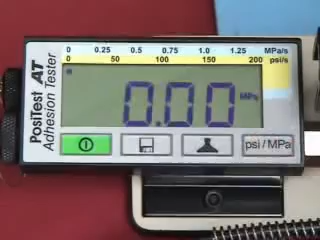 PosiTest AT
Adhesion Tester
0 0.25 0.5 0.75 1.0 1.25 MPa/s
0 50 100 150 200 psi/s
0.00 MPa
psi/MPa